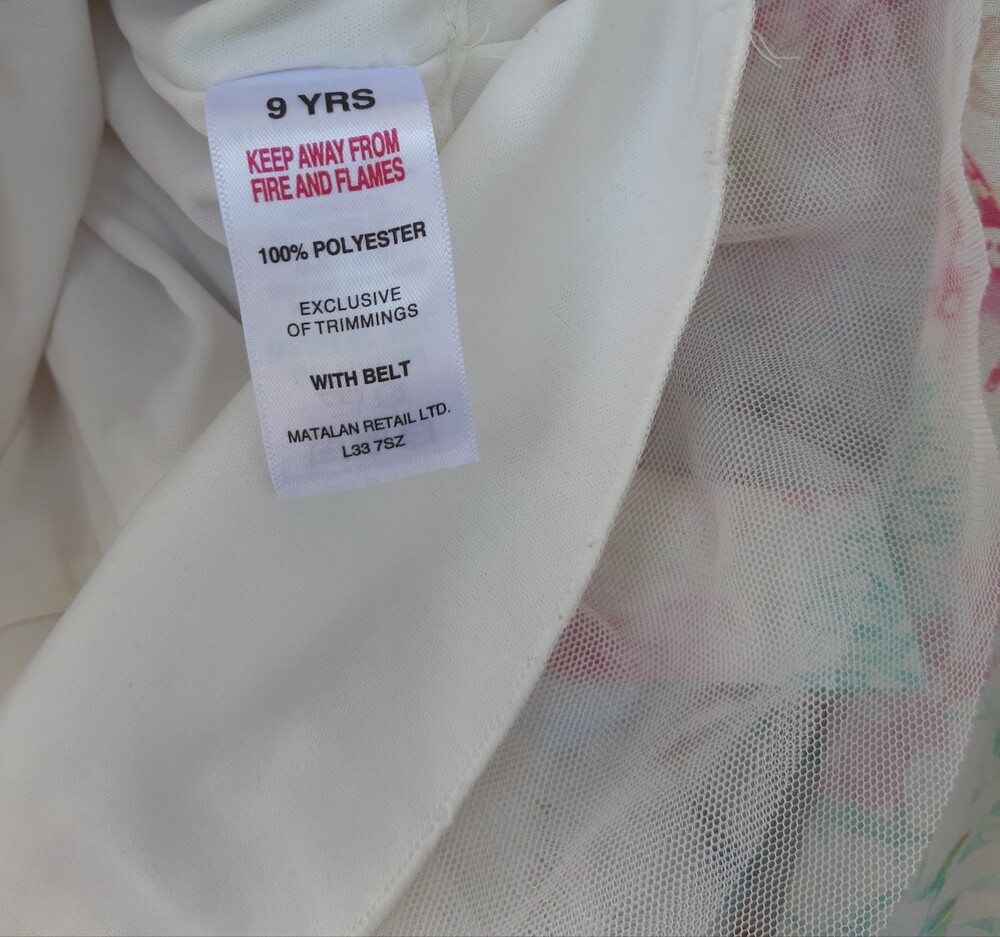 9 YRS
KEEP AWAY FROM
FIRE AND FLAMES
100% POLYESTER
EXCLUSIVE
OF TRIMMINGS
WITH BELT
MATALAN RETAIL LTD.
L33 7SZ